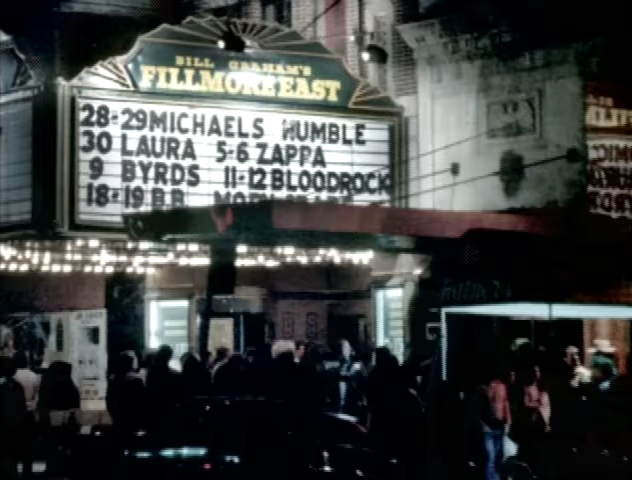 BILL GRAHAM'S
FILLMORE EAST
28-29 MICHAELS HUMBLE
30 LAURA 5-6 ZAPPA
9 BYRDS 11-12 BLOODROCK
18-19 B.B.